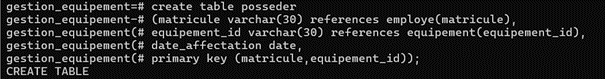 gestion_equipement=# create table posseder
gestion_equipement-# (matricule varchar(30) references employe(matricule),
gestion_equipement(# equipement_id varchar(30) references equipement(equipement_id),
gestion_equipement(# date_affectation date,
gestion_equipement(# primary key (matricule,equipement_id));
CREATE TABLE